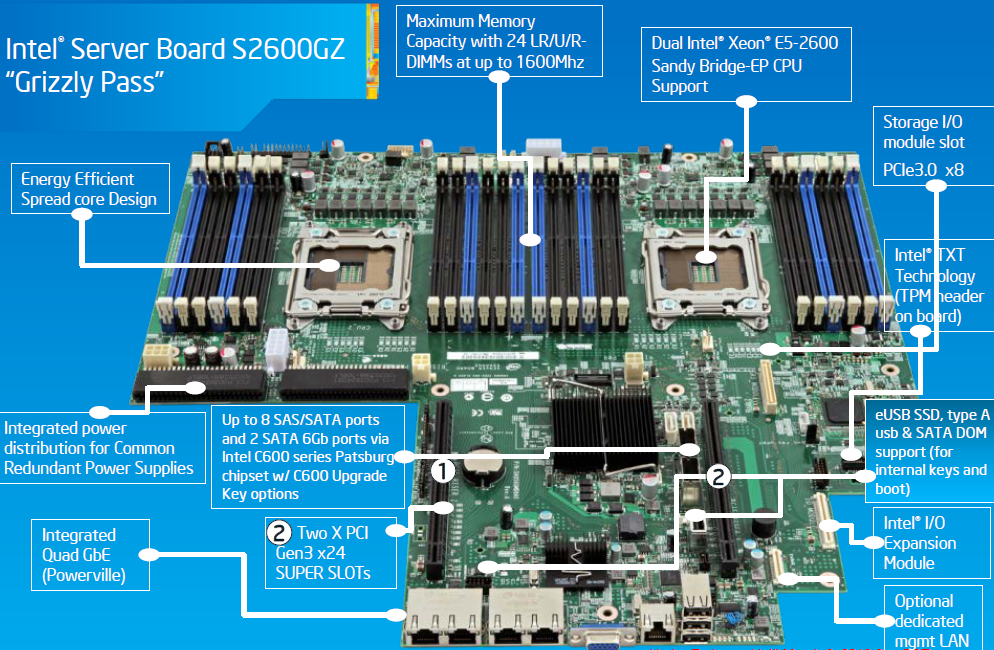 Intel® Server Board S2600GZ
“Grizzly Pass”
Maximum Memory
Capacity with 24 LR/U/R-
DIMMs at up to 1600Mhz
Dual Intel® Xeon® E5-2600
Sandy Bridge-EP CPU
Support
Storage I/O
module slot
PCIe3.0 x8
Energy Efficient
Spread core Design
Intel® TXT
Technology
(TPM header
on board)
Integrated power
distribution for Common
Redundant Power Supplies
Up to 8 SAS/SATA ports
and 2 SATA 6Gb ports via
Intel C600 series Patsburg
chipset w/ C600 Upgrade
Key options
eUSB SSD, type A
usb & SATA DOM
support (for
internal keys and
boot)
1
2
2 Two X PCI
Gen3 x24
SUPER SLOTs
Integrated
Quad GbE
(Powerville)
Intel® I/O
Expansion
Module
Optional
dedicated
mgmt LAN